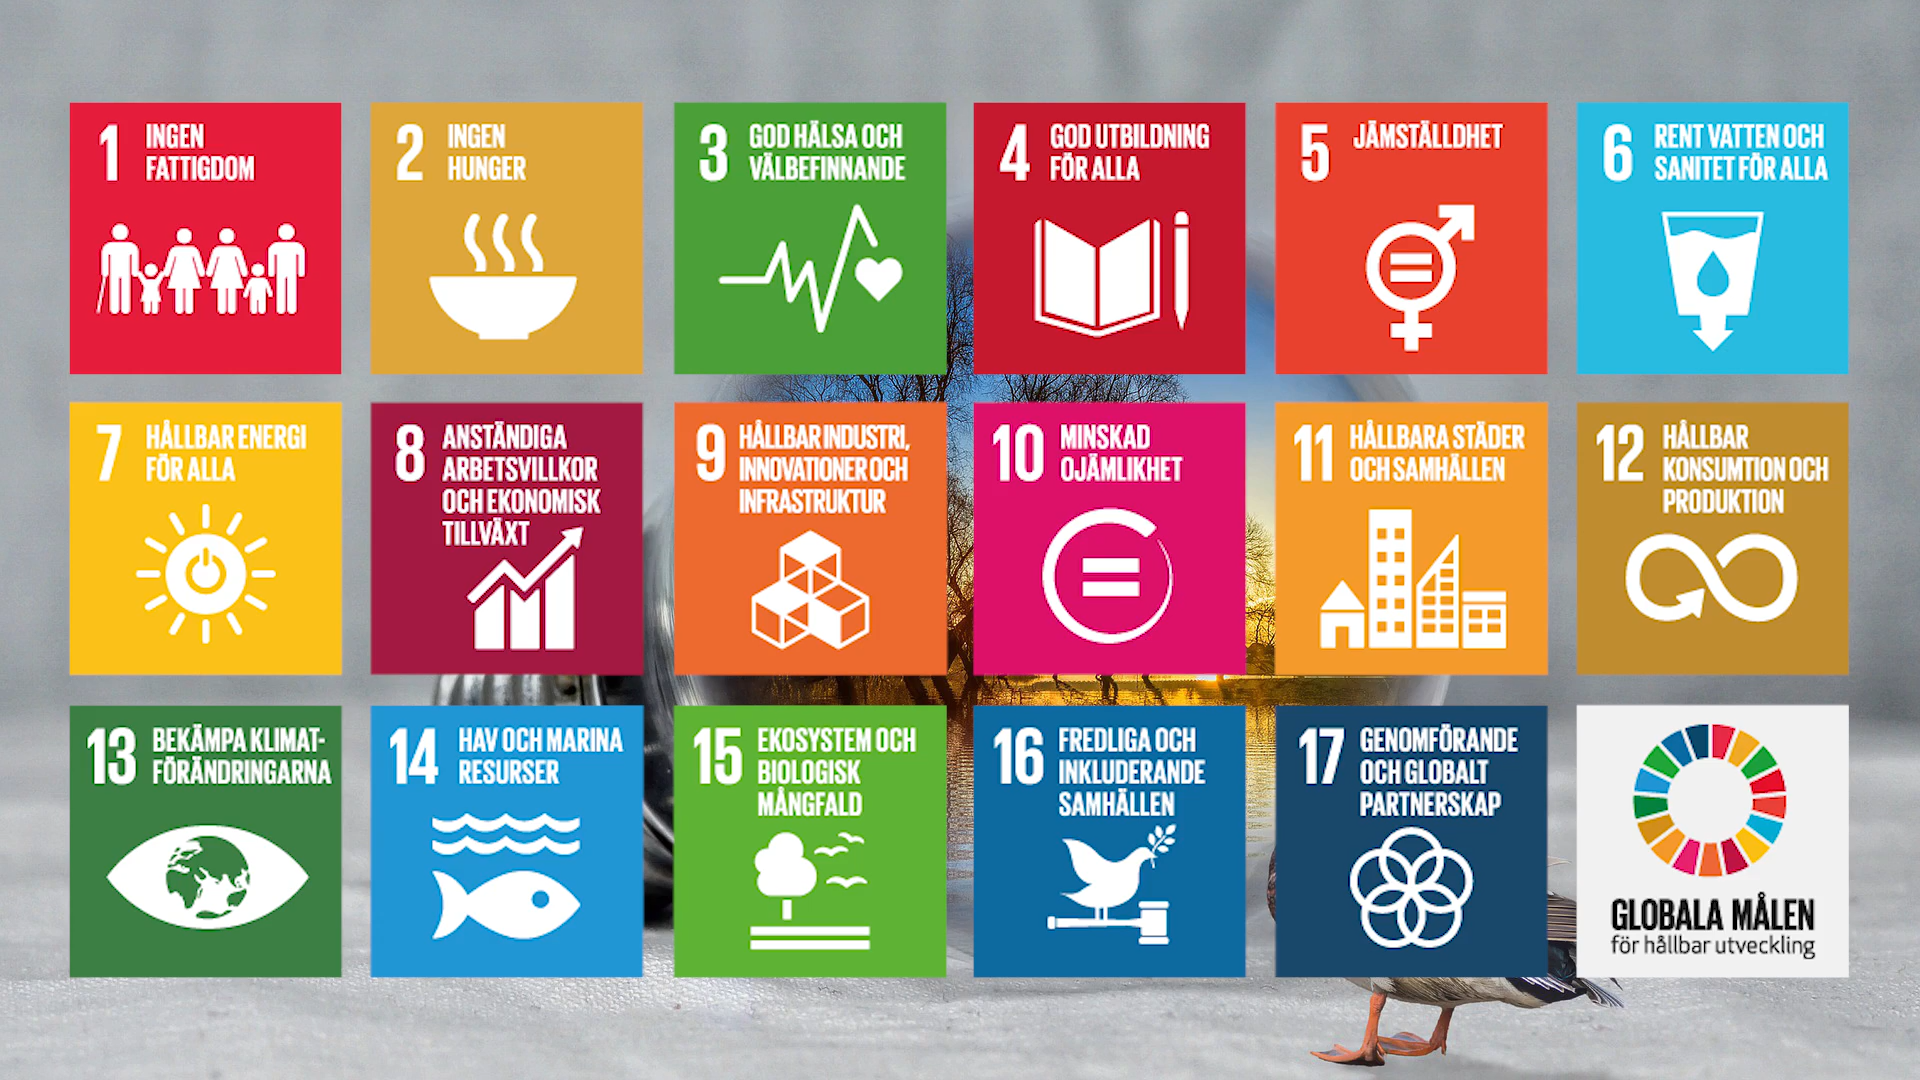 1 INGEN
FATTIGDOM
2 INGEN
HUNGER
3 GOD HÄLSA OCH
VÄLBEFINNANDE
4 GOD UTBILDNING
FÖR ALLA
5 JÄMSTÄLLDHET
6 RENT VATTEN OCH
SANITET FÖR ALLA
7 HÅLLBAR ENERGI
FÖR ALLA
8 ANSTÄNDIGA
ARBETSVILLKOR
OCH EKONOMISK
TILLVÄXT
9 HÅLLBAR INDUSTRI,
INNOVATIONER OCH
INFRASTRUKTUR
10 MINSKAD
OJÄMLIKHET
11 HÅLLBARA STÄDER
OCH SAMHÄLLEN
12 HÅLLBAR
KONSUMTION OCH
PRODUKTION
13 BEKÄMPA KLIMAT-
FÖRÄNDRINGARNA
14 HAV OCH MARINA
RESURSER
15 EKOSYSTEM OCH
BIOLOGISK
MÅNGFALD
16 FREDLIGA OCH
INKLUDERANDE
SAMHÄLLEN
17 GENOMFÖRANDE
OCH GLOBALT
PARTNERSKAP
GLOBALA MÅLEN
för hållbar utveckling